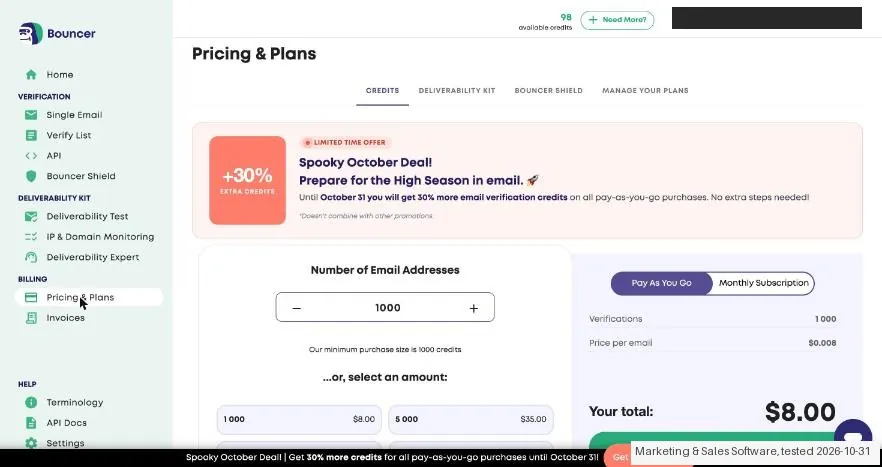 Bouncer
98
available credits
+ Need More?
Home
VERIFICATION
Single Email
Verify List
API
Bouncer Shield
DELIVERABILITY KIT
Deliverability Test
IP & Domain Monitoring
Deliverability Expert
BILLING
Pricing & Plans
Invoices
HELP
Terminology
API Docs
Settings
Pricing & Plans
CREDITS
DELIVERABILITY KIT
BOUNCER SHIELD
MANAGE YOUR PLANS
+30%
EXTRA CREDITS
LIMITED TIME OFFER
Spooky October Deal!
Prepare for the High Season in email. 🚀
Until October 31 you will get 30% more email verification credits on all pay-as-you-go purchases. No extra steps needed!
*Doesn't combine with other promotions.
Number of Email Addresses
− 1000 +
Our minimum purchase size is 1000 credits
...or, select an amount:
1 000 $8.00
5 000 $35.00
Pay As You Go
Monthly Subscription
Verifications 1 000
Price per email $0.008
Your total: $8.00
Spooky October Deal! | Get 30% more credits for all pay-as-you-go purchases until October 31!
Get
Marketing & Sales Software, tested 2026-10-31